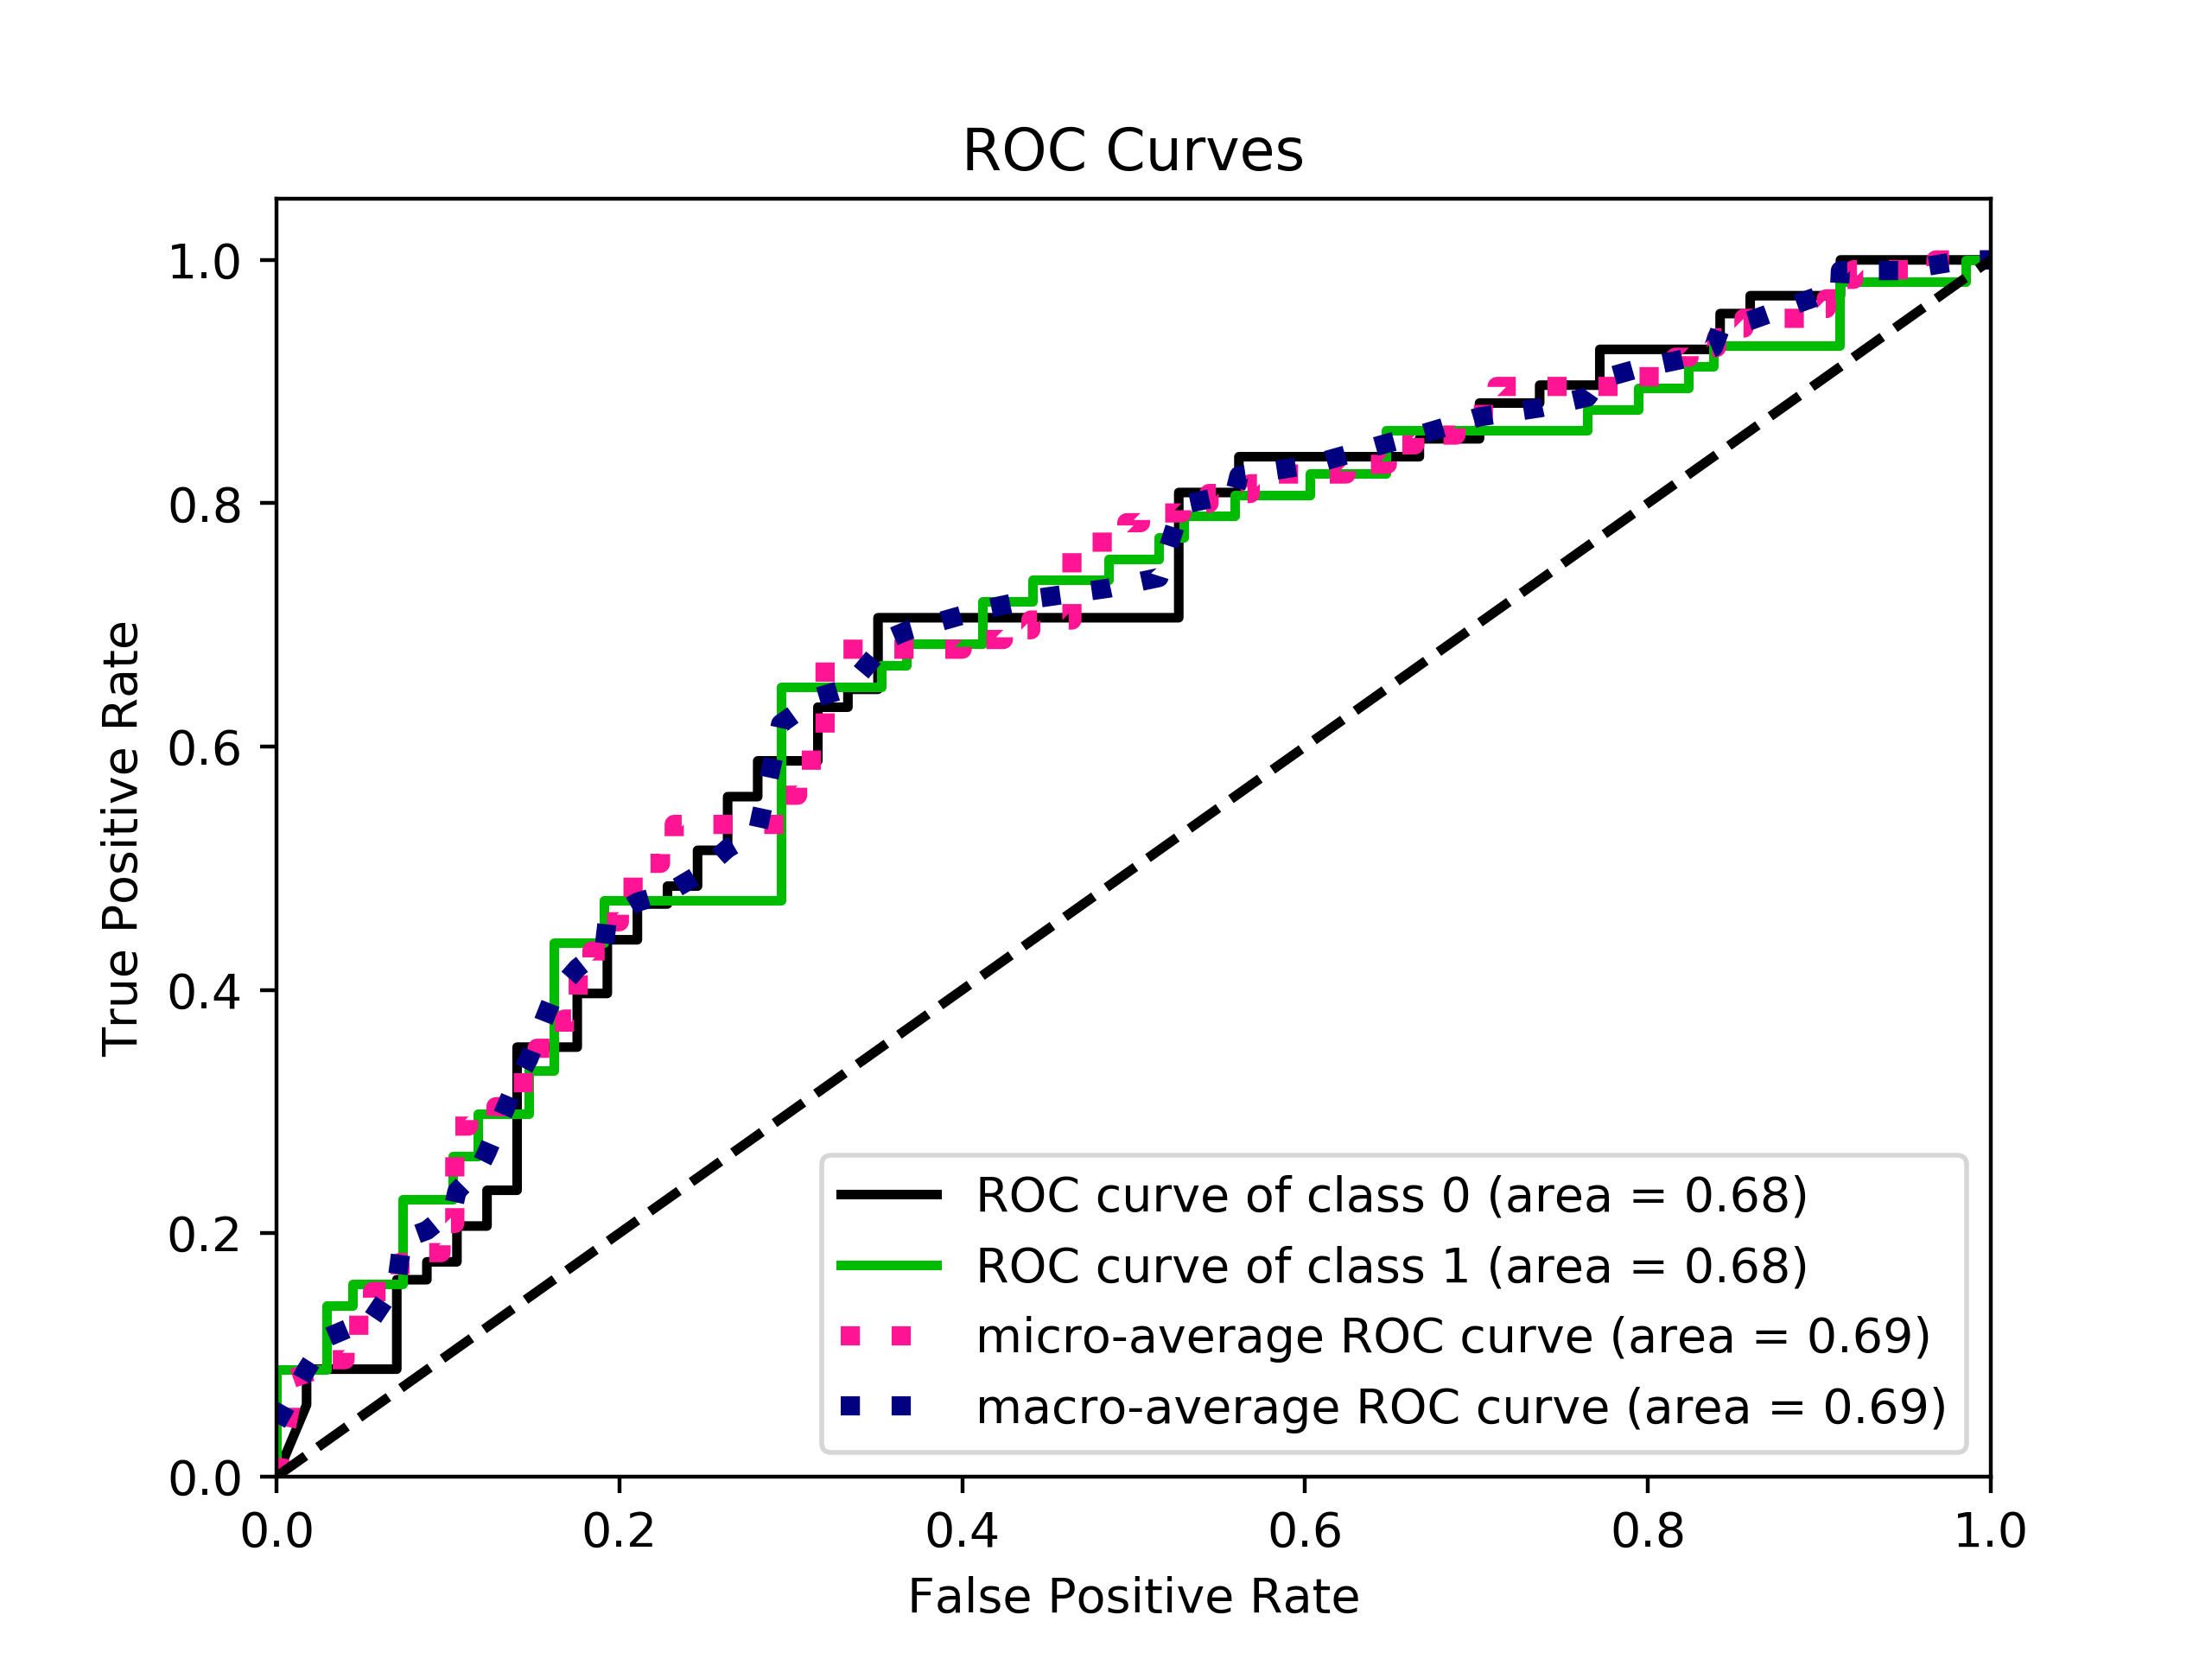 ROC Curves
True Positive Rate
1.0
0.8
0.6
0.4
0.2
0.0
ROC curve of class 0 (area = 0.68)
ROC curve of class 1 (area = 0.68)
micro-average ROC curve (area = 0.69)
macro-average ROC curve (area = 0.69)
0.0 0.2 0.4 0.6 0.8 1.0
False Positive Rate